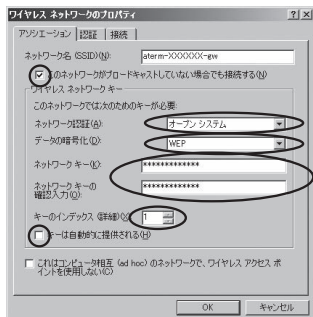 ワイヤレス ネットワークのプロパティ
アソシエーション 認証 接続
ネットワーク名 (SSID)(N): aterm-XXXXXX-gw
このネットワークがブロードキャストしていない場合でも接続する(N)
ワイヤレス ネットワーク キー
このネットワークでは次のためのキーが必要:
ネットワーク認証(A): オープン システム
データの暗号化(D): WEP
ネットワーク キー(K): *************
ネットワーク キーの
確認入力(O): *************
キーのインデックス (詳細)(X): 1
キーは自動的に提供される(H)
これはコンピュータ相互 (ad hoc) のネットワークで、ワイヤレス アクセス ポ
イントを使用しない(C)
OK キャンセル